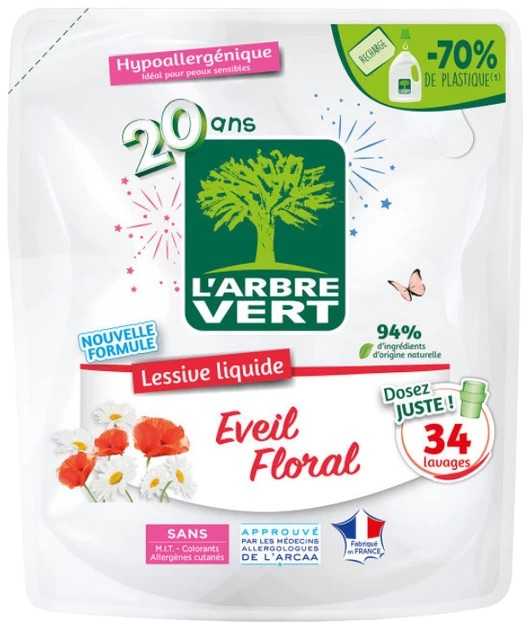 Hypoallergénique
Idéal pour peaux sensibles
RECHARGE
-70%
DE PLASTIQUE(1)
20 ans
L'ARBRE
VERT
NOUVELLE
FORMULE
94%
d'ingrédients
d'origine naturelle
Lessive liquide
Eveil
Floral
Dosez
JUSTE !
34
lavages
SANS
M.I.T. - Colorants
Allergènes cutanés
APPROUVÉ
PAR LES MÉDECINS
ALLERGOLOGUES
DE L'ARCAA
Fabriqué
en FRANCE